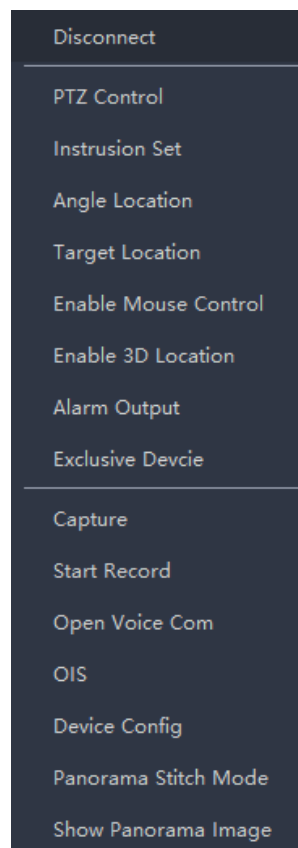 Disconnect
PTZ Control
Instrusion Set
Angle Location
Target Location
Enable Mouse Control
Enable 3D Location
Alarm Output
Exclusive Devcie
Capture
Start Record
Open Voice Com
OIS
Device Config
Panorama Stitch Mode
Show Panorama Image